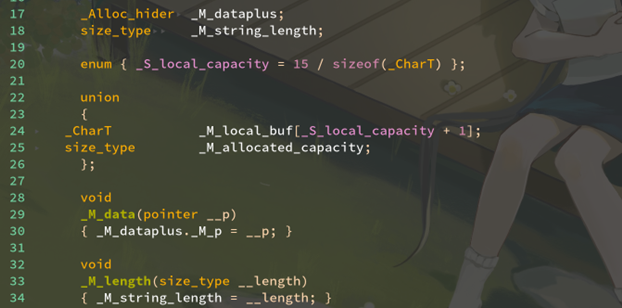 17 _Alloc_hider _M_dataplus;
18 size_type _M_string_length;
19
20 enum { _S_local_capacity = 15 / sizeof(_CharT) };
21
22 union
23 {
24 _CharT _M_local_buf[_S_local_capacity + 1];
25 size_type _M_allocated_capacity;
26 };
27
28 void
29 _M_data(pointer __p)
30 { _M_dataplus._M_p = __p; }
31
32 void
33 _M_length(size_type __length)
34 { _M_string_length = __length; }